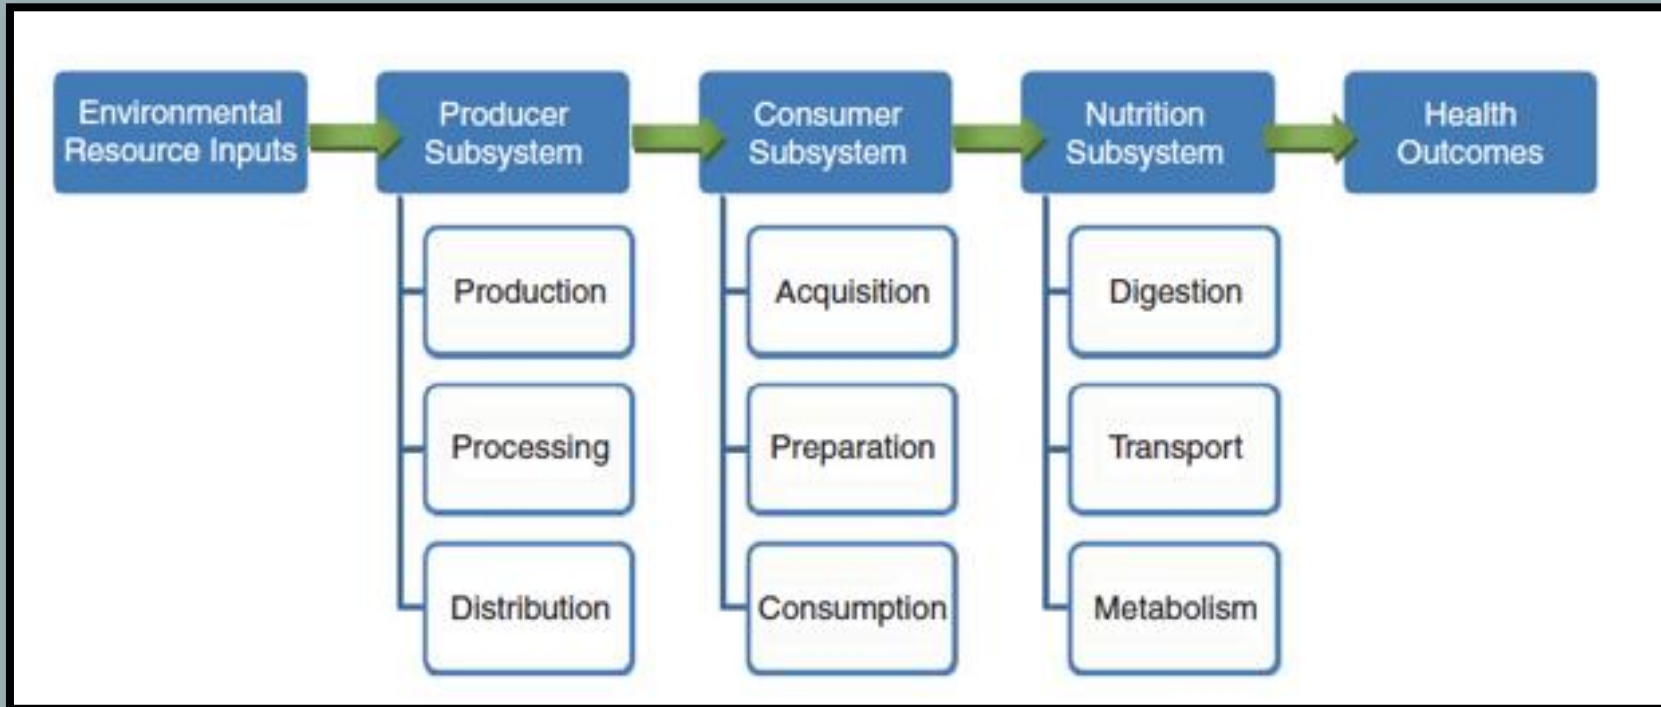 Environmental
Resource Inputs
Producer
Subsystem
Consumer
Subsystem
Nutrition
Subsystem
Health
Outcomes
Production
Acquisition
Digestion
Processing
Preparation
Transport
Distribution
Consumption
Metabolism